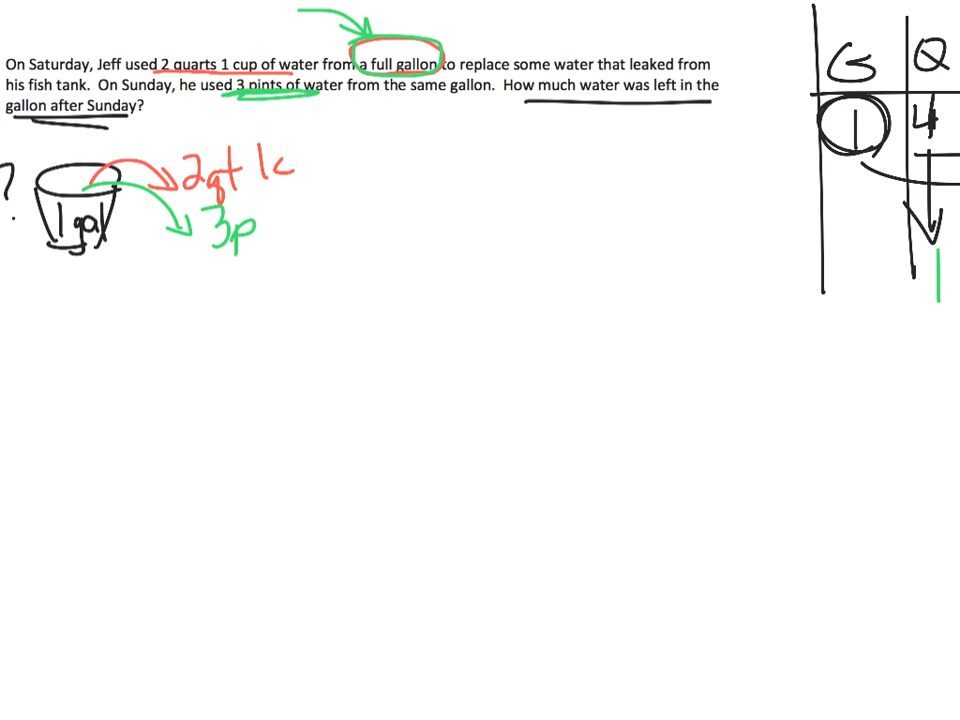 On Saturday, Jeff used 2 quarts 1 cup of water from a full gallon to replace some water that leaked from
his fish tank. On Sunday, he used 3 pints of water from the same gallon. How much water was left in the
gallon after Sunday?
G Q
1 4
1
? 1 gal 2qt 1c
3p